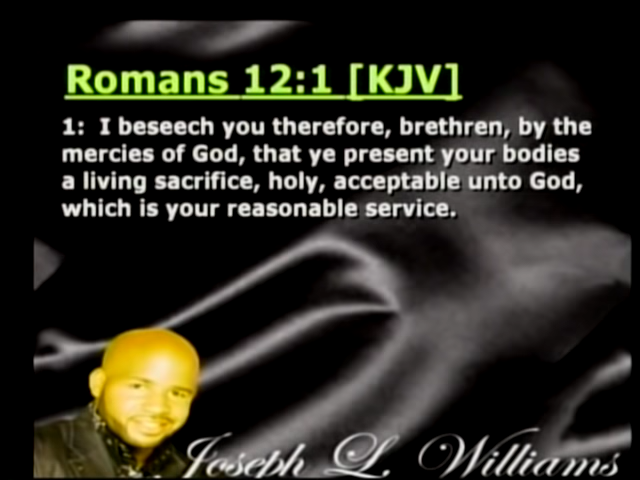 Romans 12:1 [KJV]
1: I beseech you therefore, brethren, by the
mercies of God, that ye present your bodies
a living sacrifice, holy, acceptable unto God,
which is your reasonable service.
Joseph L. Williams